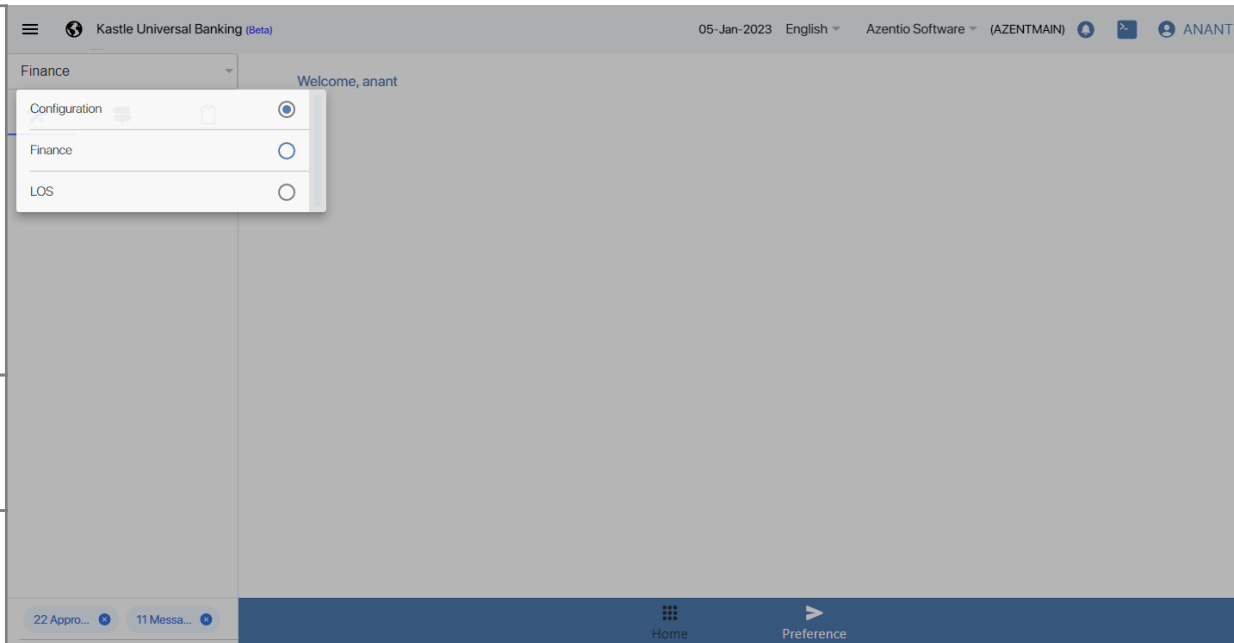 Kastle Universal Banking (Beta)
05-Jan-2023 English Azentio Software (AZENTMAIN) ANANT
Finance
Welcome, anant
Configuration
Finance
LOS
22 Appro... 11 Messa...
Home
Preference